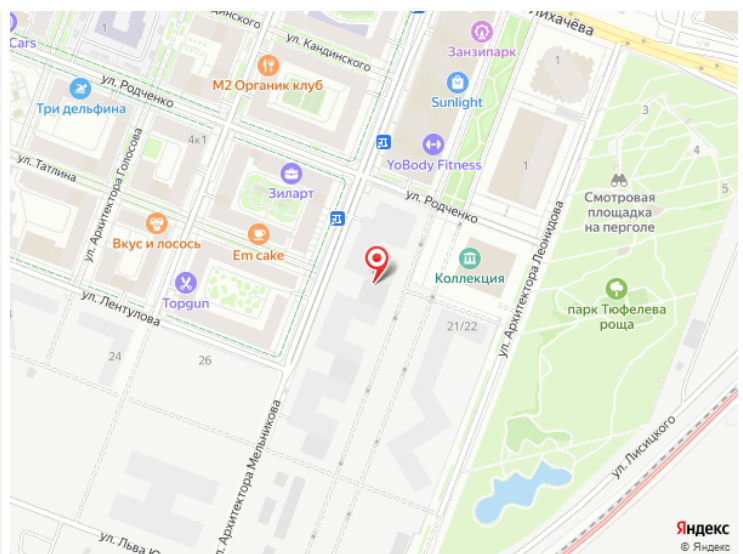 Лихачёва
1
ул. Кандинского
Занзипарк
Cars
М2 Органик клуб
ул. Родченко
Sunlight
1
Три дельфина
3
4к1
YoBody Fitness
4
ул. Татлина
ул. Архитектора Голосова
Зиларт
1
5
Смотровая
площадка
на перголе
ул. Родченко
Вкус и лосось
Em cake
ул. Архитектора Леонидова
Коллекция
Topgun
парк Тюфелева
роща
ул. Лентулова
21/22
24
26
ул. Архитектора Мельникова
ул. Лисицкого
ул. Льва
Яндекс
© Яндекс